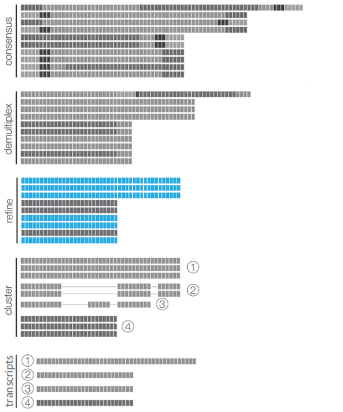 consensus
demultiplex
refine
cluster
1
2
3
4
transcripts
1
2
3
4